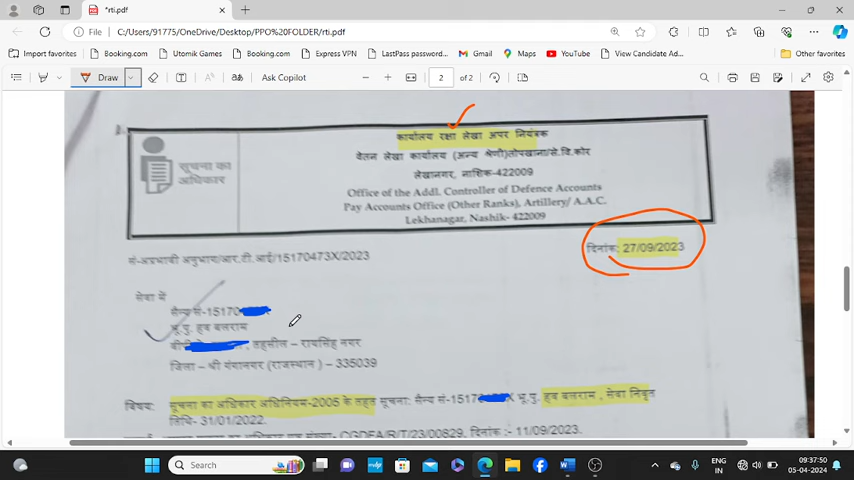 *rti.pdf
File
C:/Users/91775/OneDrive/Desktop/PPO%20FOLDER/rti.pdf
Import favorites
Booking.com
Utomik Games
Booking.com
Express VPN
LastPass password...
Gmail
Maps
YouTube
View Candidate
Other favorites
Draw
Ask Copilot
2 of 2
कार्यालय रक्षा लेखा अपर नियंत्रक
सूचना का
अधिकार
वेतन लेखा कार्यालय (अन्य श्रेणी)तोपखाना/से.वि.कोर
लेखानगर, नाशिक-422009
Office of the Addl. Controller of Defence Accounts
Pay Accounts Office (Other Ranks), Artillery/ A.A.C.
Lekhanagar, Nashik- 422009
दिनांक: 27/09/2023
सं-अप्रभावी अनुभाग/आर.टी.आई/15170473X/2023
सेवा में
सैन्य सं-15170
भू.पु. हव बलराम
, तहसील – रायसिंह नगर
जिला – श्री गंगानगर (राजस्थान) – 335039
विषय: सूचना का अधिकार अधिनियम-2005 के तहत सूचना: सैन्य सं-1517 X भू.पु. हव बलराम , सेवा निवृत
तिथि- 31/01/2022.
CGDFA/R/T/23/00829, दिनांक :- 11/09/2023.
Search
ENG
IN
09:37:50
05-04-2024